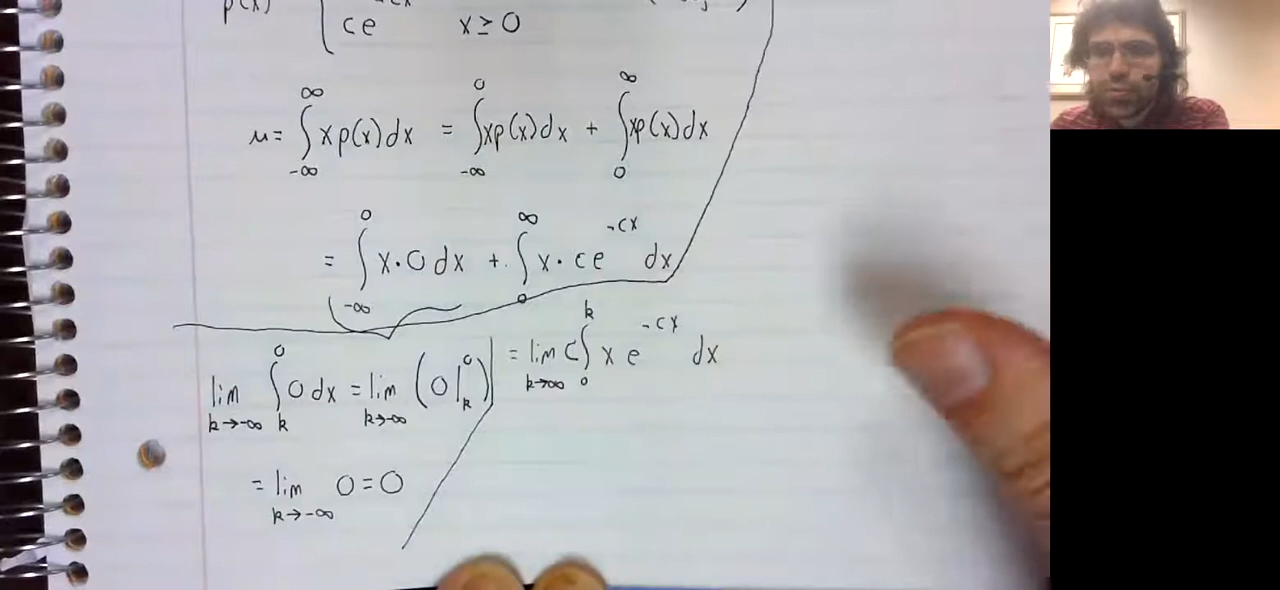 p(x)
ce x ≥ 0
μ = ∫_{-∞}^{∞} x p(x) dx = ∫_{-∞}^{0} x p(x) dx + ∫_{0}^{∞} x p(x) dx
= ∫_{-∞}^{0} x · 0 dx + ∫_{0}^{∞} x · ce^{-cx} dx
lim_{k→-∞} ∫_{k}^{0} 0 dx = lim_{k→-∞} (0|_{k}^{0})
= lim_{k→-∞} 0 = 0
= lim_{k→∞} c ∫_{0}^{k} x e^{-cx} dx